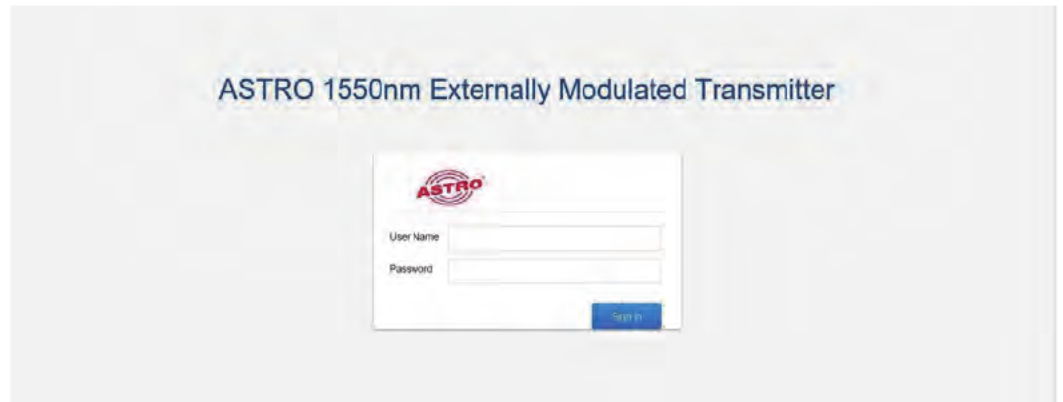 ASTRO 1550nm Externally Modulated Transmitter
ASTRO
User Name
Password
Sign in